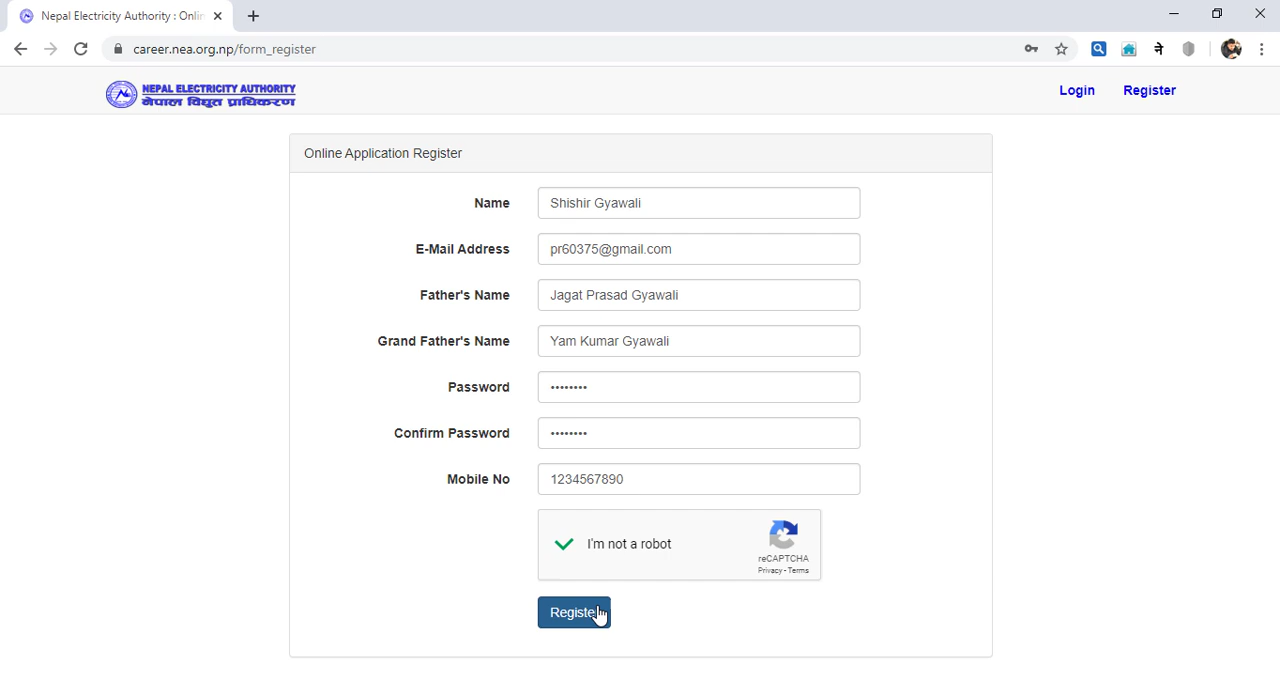 Nepal Electricity Authority : Onlin
career.nea.org.np/form_register
ने
NEPAL ELECTRICITY AUTHORITY
नेपाल विद्युत प्राधिकरण
Login
Register
Online Application Register
Name
Shishir Gyawali
E-Mail Address
pr60375@gmail.com
Father's Name
Jagat Prasad Gyawali
Grand Father's Name
Yam Kumar Gyawali
Password
••••••••
Confirm Password
••••••••
Mobile No
1234567890
I'm not a robot
reCAPTCHA
Privacy - Terms
Register